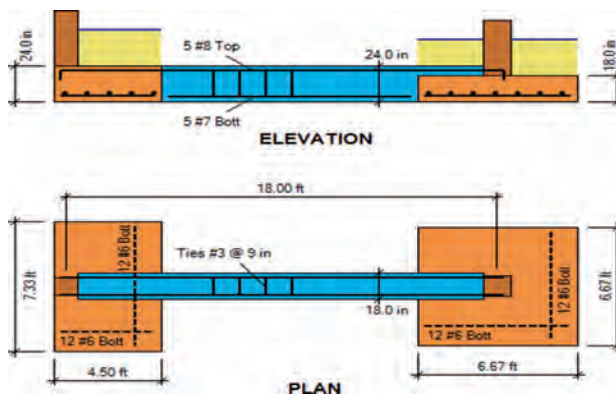 24.0 in
5 #8 Top
24.0 in
18.0 in
5 #7 Bott
ELEVATION
18.00 ft
7.33 ft
12 #6 Bott
Ties #3 @ 9 in
18.0 in
12 #6 Bott
6.67 ft
12 #6 Bott
12 #6 Bott
4.50 ft
6.67 ft
PLAN